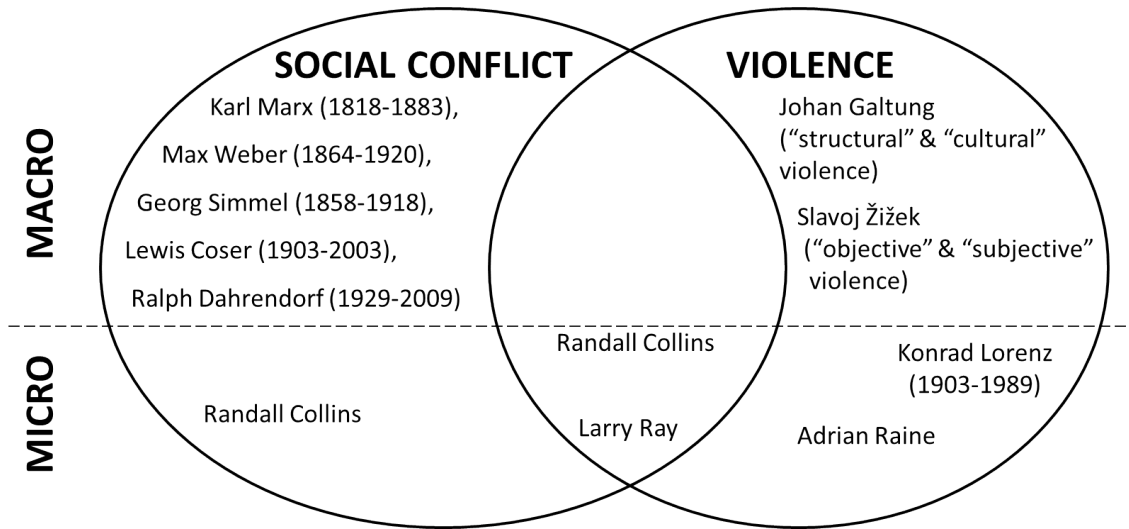 SOCIAL CONFLICT
VIOLENCE
MACRO
Karl Marx (1818-1883),
Max Weber (1864-1920),
Georg Simmel (1858-1918),
Lewis Coser (1903-2003),
Ralph Dahrendorf (1929-2009)
Johan Galtung
(“structural” & “cultural”
violence)
Slavoj Žižek
(“objective” & “subjective”
violence)
MICRO
Randall Collins
Randall Collins
Larry Ray
Konrad Lorenz
(1903-1989)
Adrian Raine